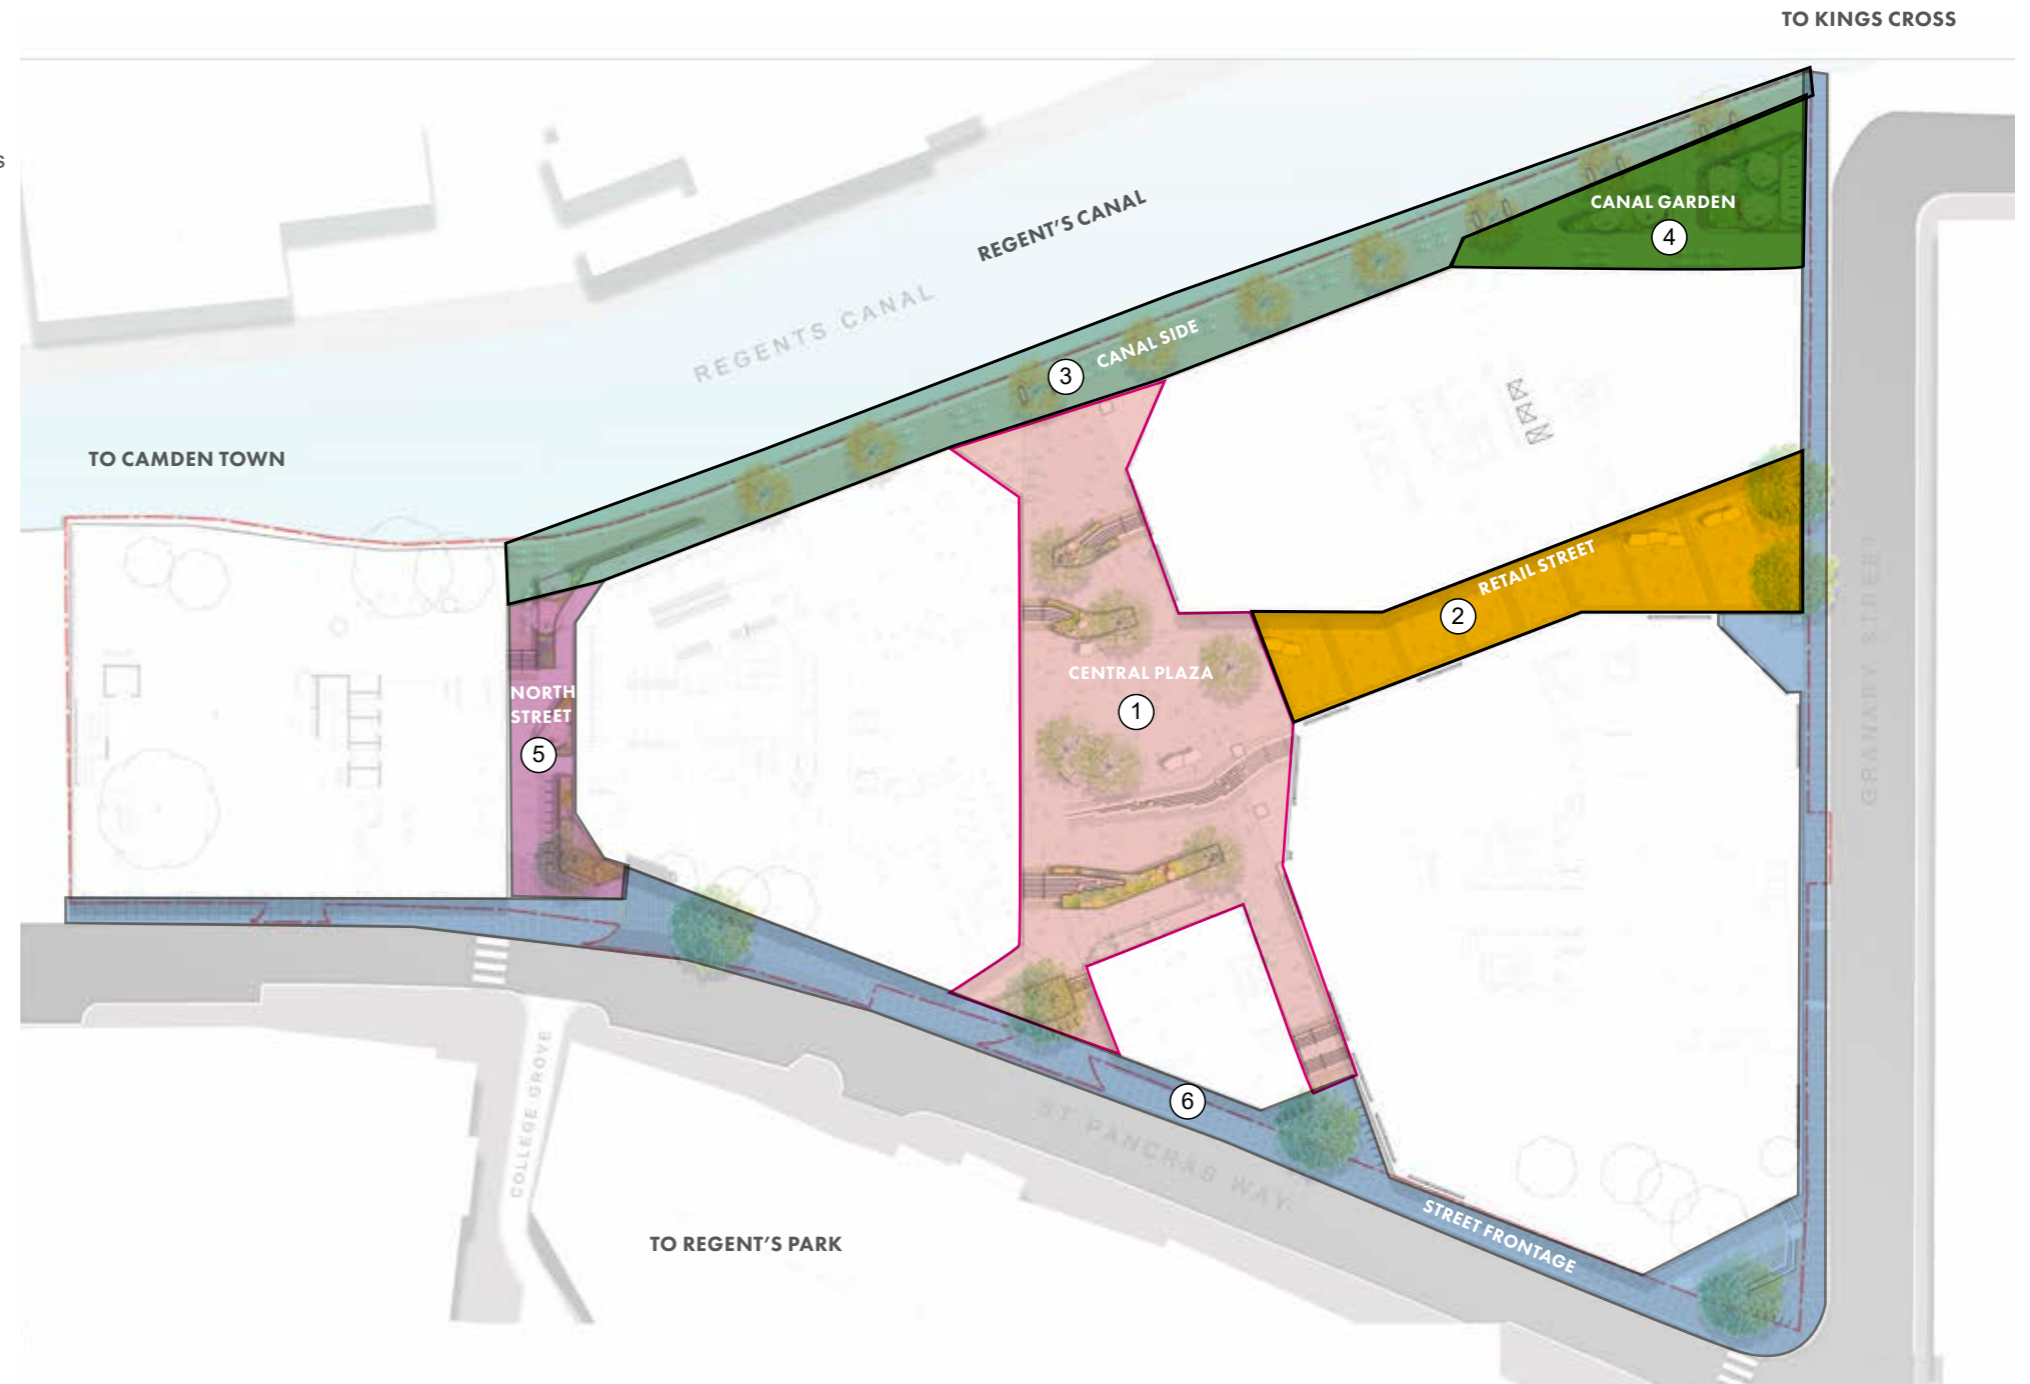 TO KINGS CROSS
S
CANAL GARDEN
4
REGENT'S CANAL
REGENTS CANAL
CANAL SIDE
3
TO CAMDEN TOWN
RETAIL STREET
2
CENTRAL PLAZA
1
NORTH
STREET
5
GRANARY STREET
COLLEGE GROVE
ST PANCRAS WAY
6
STREET FRONTAGE
TO REGENT'S PARK